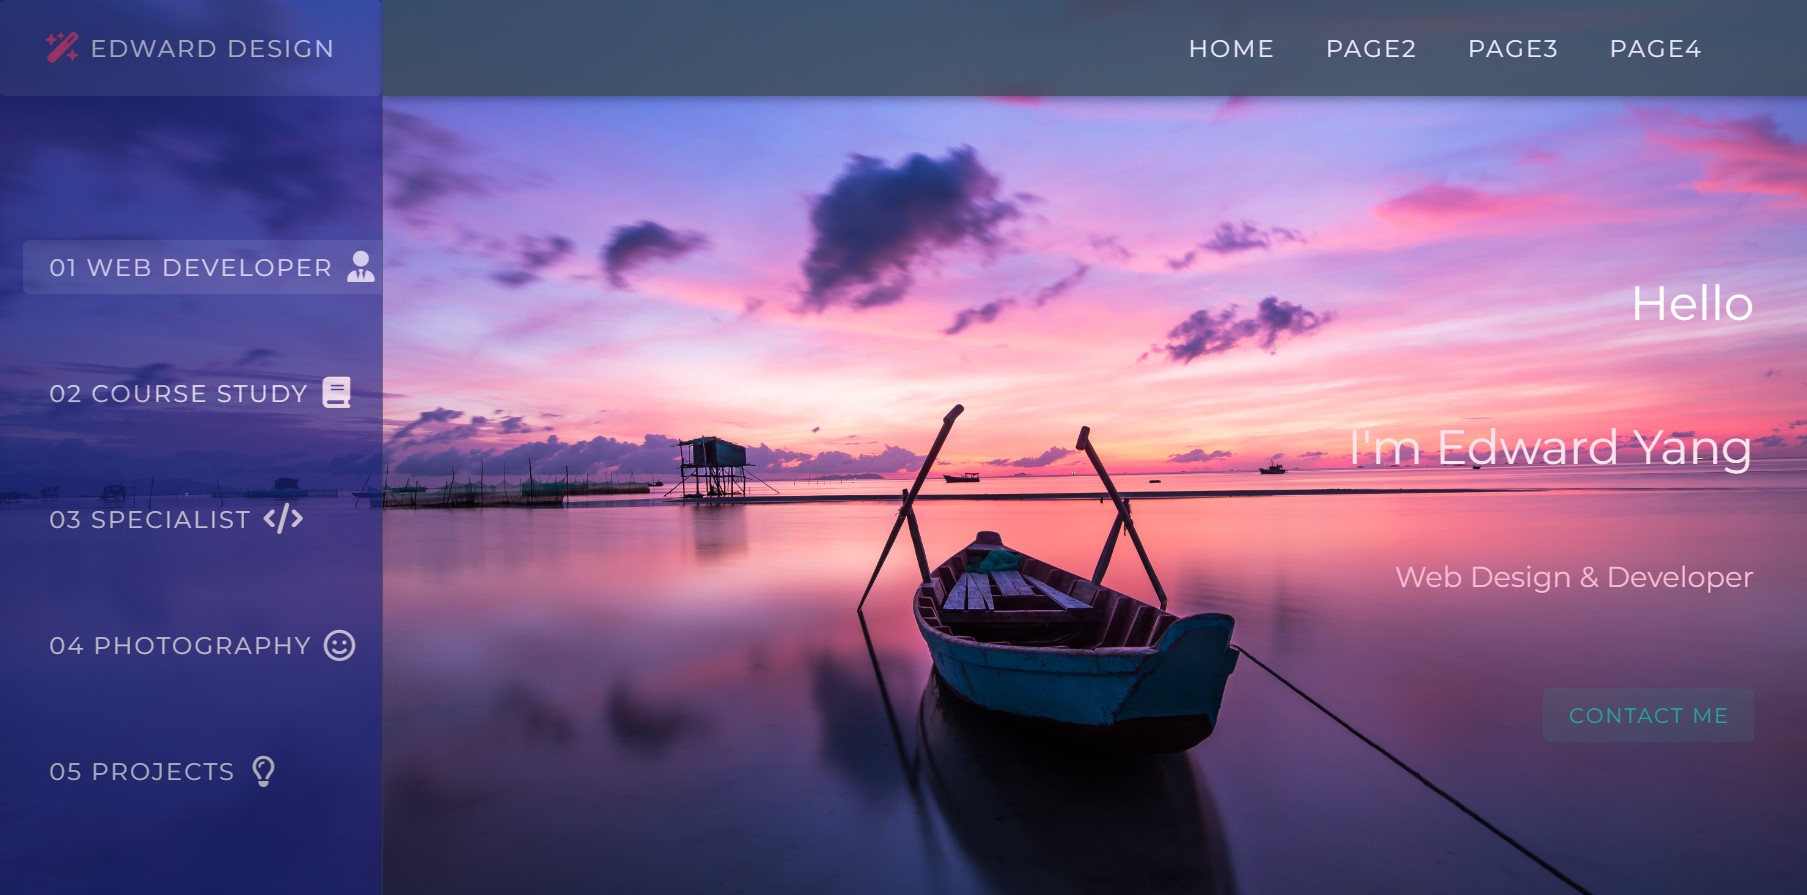 EDWARD DESIGN
HOME PAGE2 PAGE3 PAGE4
01 WEB DEVELOPER
02 COURSE STUDY
03 SPECIALIST
04 PHOTOGRAPHY
05 PROJECTS
Hello
I'm Edward Yang
Web Design & Developer
CONTACT ME